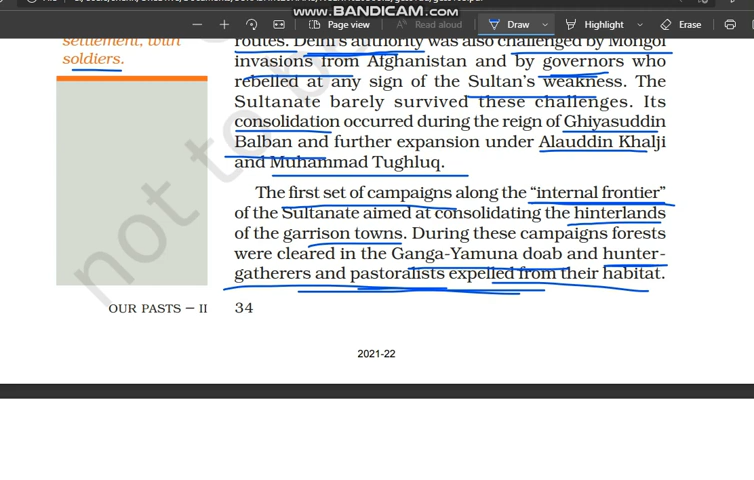 www.BANDICAM.com
Page view
Read aloud
Draw
Highlight
Erase
settlement, with
soldiers.
routes. Delhi's authority was also challenged by Mongol
invasions from Afghanistan and by governors who
rebelled at any sign of the Sultan's weakness. The
Sultanate barely survived these challenges. Its
consolidation occurred during the reign of Ghiyasuddin
Balban and further expansion under Alauddin Khalji
and Muhammad Tughluq.
The first set of campaigns along the “internal frontier”
of the Sultanate aimed at consolidating the hinterlands
of the garrison towns. During these campaigns forests
were cleared in the Ganga-Yamuna doab and hunter-
gatherers and pastoralists expelled from their habitat.
not to b
OUR PASTS – II 34
2021-22